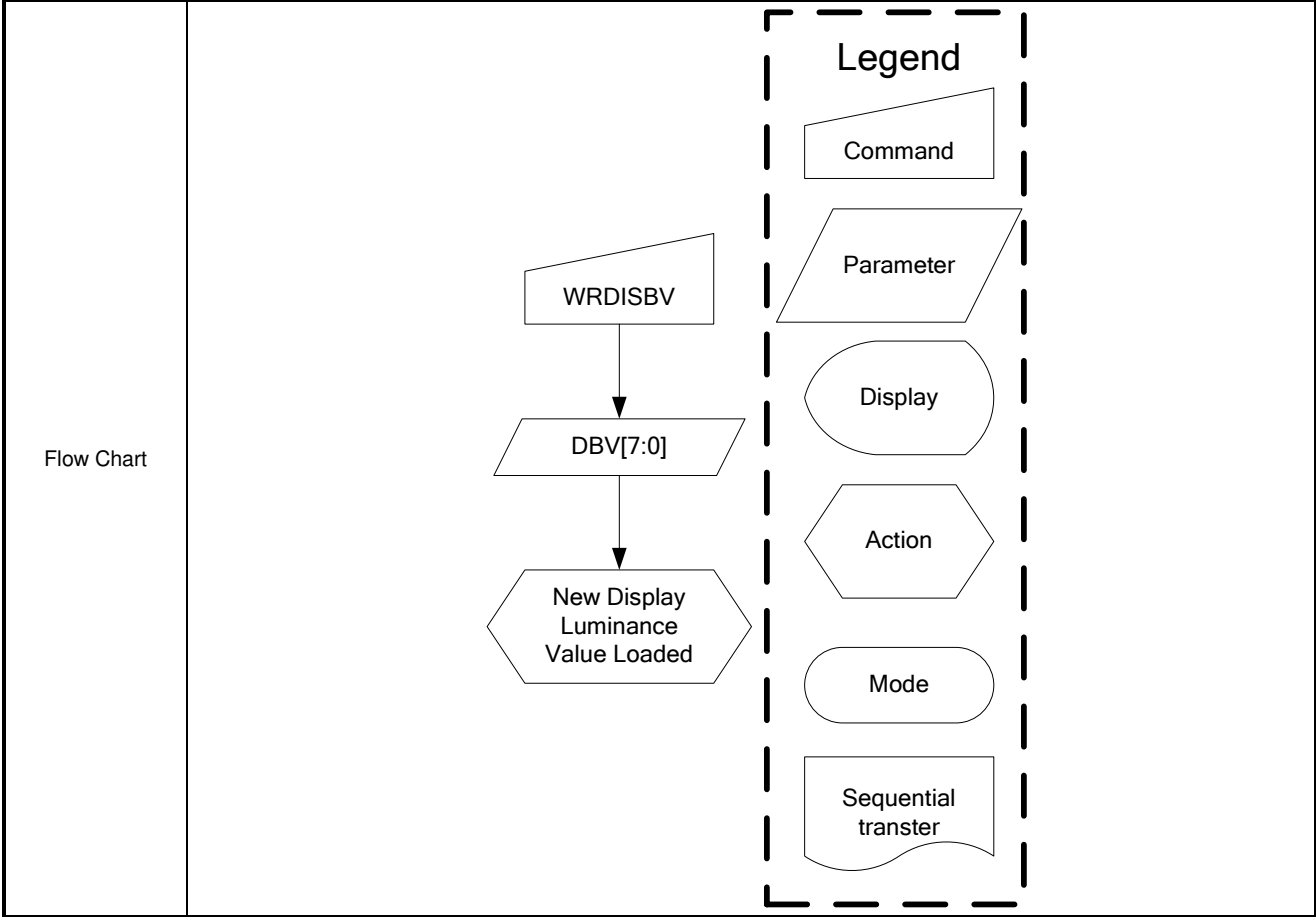 Flow Chart
WRDISBV
DBV[7:0]
New Display
Luminance
Value Loaded
Legend
Command
Parameter
Display
Action
Mode
Sequential
transter